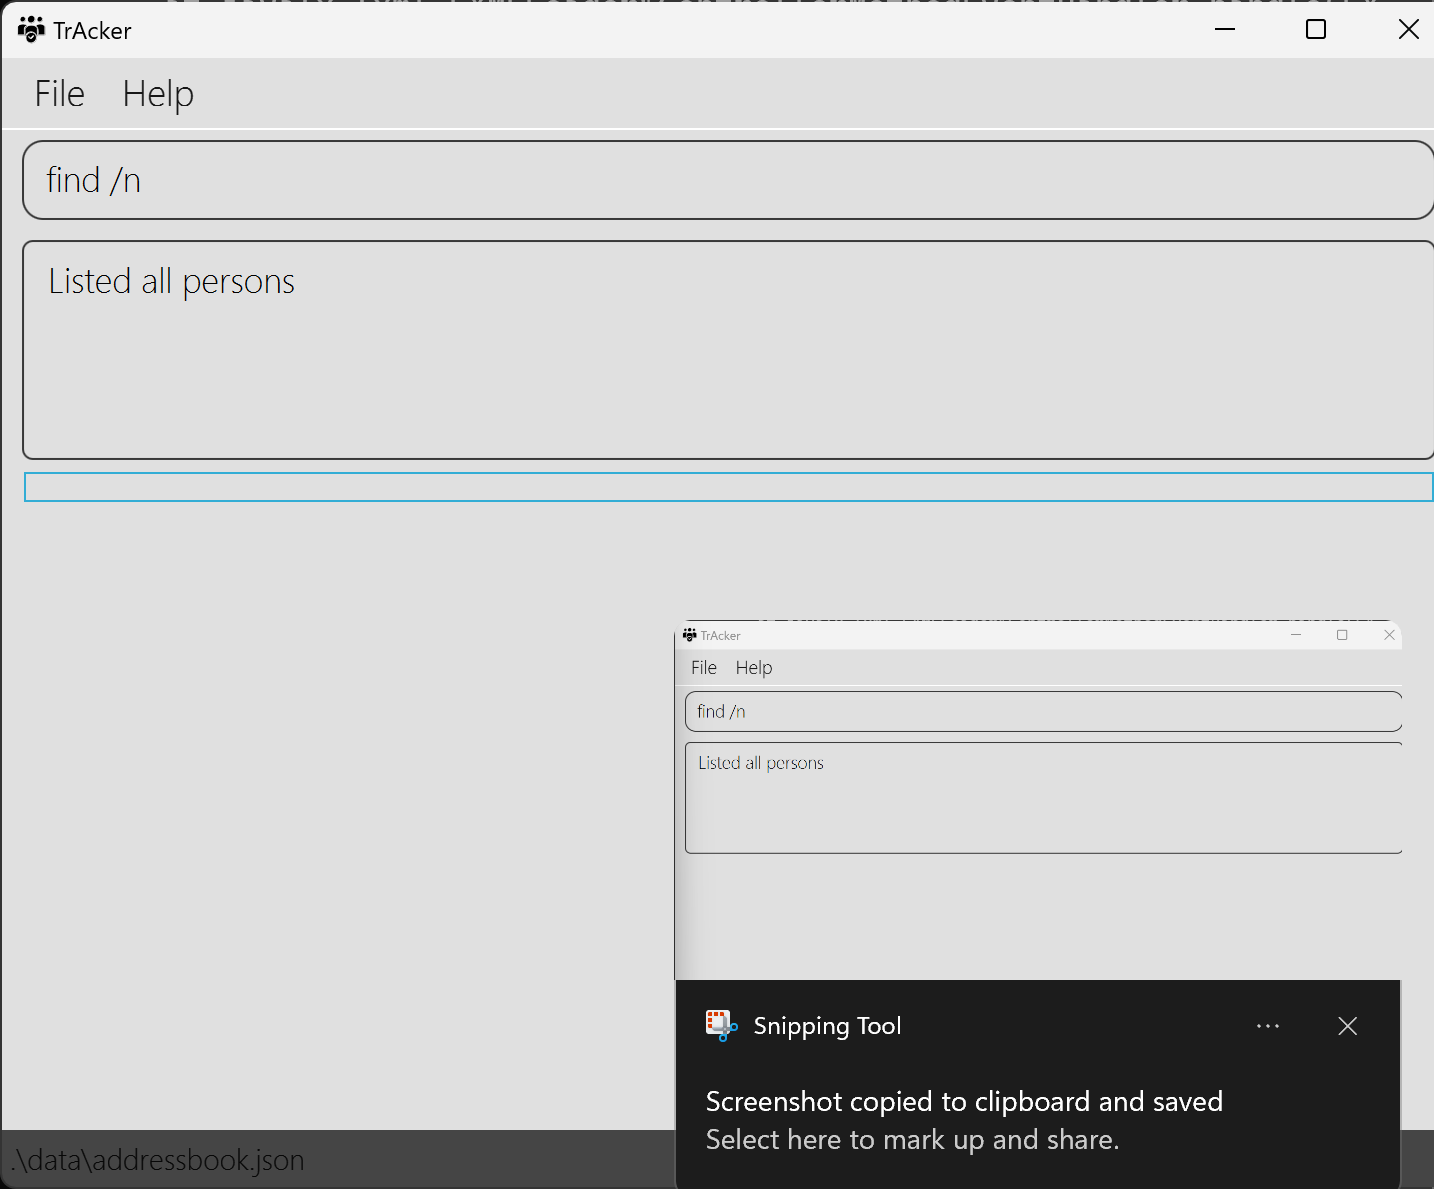 TrAcker
File Help
find /n
Listed all persons
TrAcker
File Help
find /n
Listed all persons
Snipping Tool
Screenshot copied to clipboard and saved
Select here to mark up and share.
.\data\addressbook.json